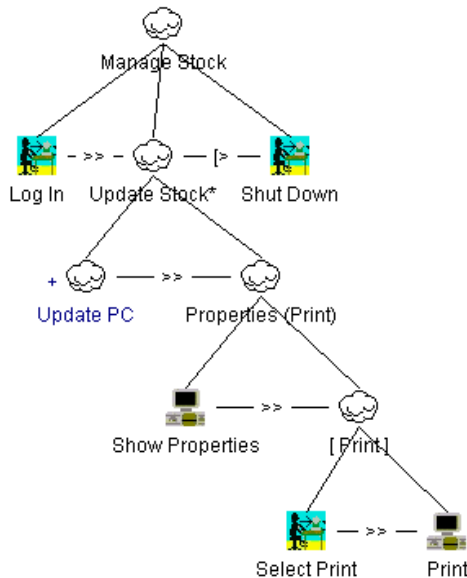 Manage Stock
- >> - - [> -
Log In Update Stock* Shut Down
+ - >> -
Update PC Properties (Print)
- >> -
Show Properties [ Print ]
- >> -
Select Print Print